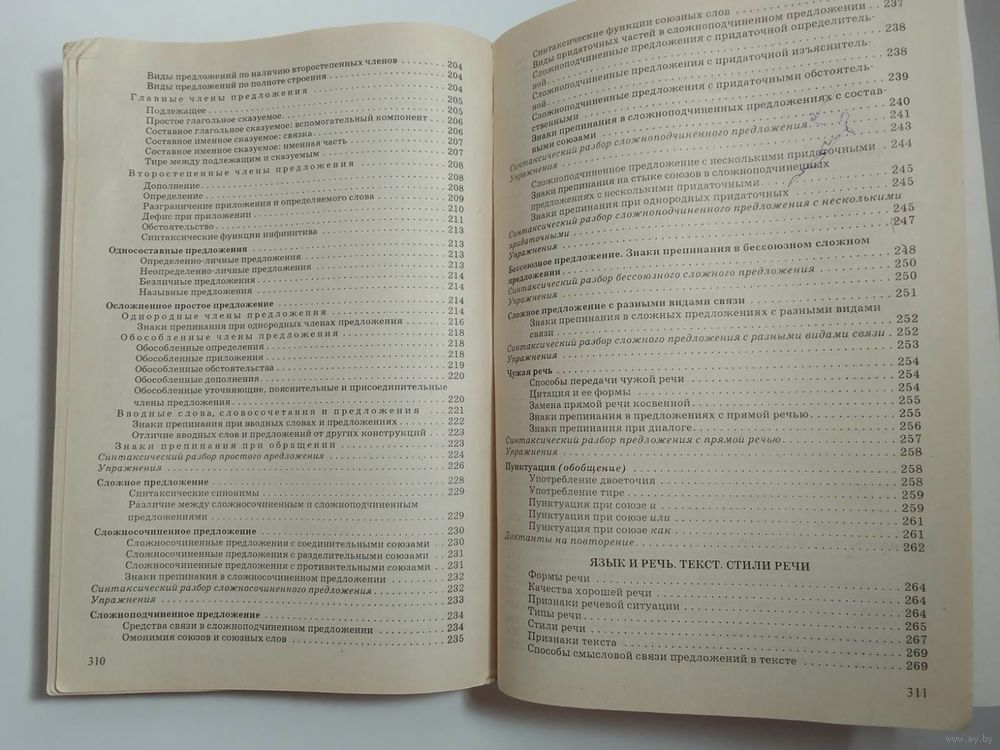 Виды предложений по наличию второстепенных членов . . . . . 204
Виды предложений по полноте строения . . . . . 204
Главные члены предложения . . . . . 204
Подлежащее . . . . . 205
Простое глагольное сказуемое . . . . . 205
Составное глагольное сказуемое: вспомогательный компонент . . . . . 206
Составное именное сказуемое: связка . . . . . 206
Составное именное сказуемое: именная часть . . . . . 207
Тире между подлежащим и сказуемым . . . . . 207
Второстепенные члены предложения . . . . . 208
Дополнение . . . . . 208
Определение . . . . . 208
Разграничение приложения и определяемого слова . . . . . 209
Дефис при приложении . . . . . 210
Обстоятельство . . . . . 211
Синтаксические функции инфинитива . . . . . 213
Односоставные предложения . . . . . 213
Определенно-личные предложения . . . . . 213
Неопределенно-личные предложения . . . . . 213
Безличные предложения . . . . . 214
Назывные предложения . . . . . 214
Осложненное простое предложение . . . . . 214
Однородные члены предложения . . . . . 214
Знаки препинания при однородных членах предложения . . . . . 216
Обособленные члены предложения . . . . . 218
Обособленные определения . . . . . 218
Обособленные приложения . . . . . 218
Обособленные обстоятельства . . . . . 219
Обособленные дополнения . . . . . 220
Обособленные уточняющие, пояснительные и присоединительные
члены предложения . . . . . 220
Вводные слова, словосочетания и предложения . . . . . 221
Знаки препинания при вводных словах и предложениях . . . . . 222
Отличие вводных слов и предложений от других конструкций . . . . . 223
Знаки препинания при обращении . . . . . 223
Синтаксический разбор простого предложения . . . . . 224
Упражнения . . . . . 226
Сложное предложение . . . . . 228
Синтаксические синонимы . . . . . 229
Различие между сложносочиненным и сложноподчиненным
предложениями . . . . . 229
Сложносочиненное предложение . . . . . 230
Сложносочиненные предложения с соединительными союзами . . . . . 230
Сложносочиненные предложения с разделительными союзами . . . . . 231
Сложносочиненные предложения с противительными союзами . . . . . 231
Знаки препинания в сложносочиненном предложении . . . . . 232
Синтаксический разбор сложносочиненного предложения . . . . . 232
Упражнения . . . . . 233
Сложноподчиненное предложение . . . . . 234
Средства связи в сложноподчиненном предложении . . . . . 234
Омонимия союзов и союзных слов . . . . . 235
310
Синтаксические функции союзных слов . . . . .
Виды придаточных частей в сложноподчиненном предложении . . . . . 237
Сложноподчиненные предложения с придаточной определитель-
ной . . . . . 238
Сложноподчиненные предложения с придаточной изъяснитель-
ной . . . . . 238
Сложноподчиненные предложения с придаточными обстоятель-
ственными . . . . . 239
Знаки препинания в сложноподчиненных предложениях с состав-
ными союзами . . . . . 240
Синтаксический разбор сложноподчиненного предложения . . . . . 241
Упражнения . . . . . 243
Сложноподчиненное предложение с несколькими придаточными . . . . . 244
Знаки препинания на стыке союзов в сложноподчиненных
предложениях с несколькими придаточными . . . . . 245
Знаки препинания при однородных придаточных . . . . . 245
Синтаксический разбор сложноподчиненного предложения с несколькими
придаточными . . . . . 245
Упражнения . . . . . 247
Бессоюзное предложение. Знаки препинания в бессоюзном сложном
предложении . . . . . 248
Синтаксический разбор бессоюзного сложного предложения . . . . . 250
Упражнения . . . . . 250
Сложное предложение с разными видами связи . . . . . 251
Знаки препинания в сложных предложениях с разными видами
связи . . . . . 252
Синтаксический разбор сложного предложения с разными видами связи . . 252
Упражнения . . . . . 253
Чужая речь . . . . . 254
Способы передачи чужой речи . . . . . 254
Цитация и ее формы . . . . . 254
Замена прямой речи косвенной . . . . . 255
Знаки препинания в предложениях с прямой речью . . . . . 255
Знаки препинания при диалоге . . . . . 256
Синтаксический разбор предложения с прямой речью . . . . . 257
Упражнения . . . . . 258
Пунктуация (обобщение) . . . . . 258
Употребление двоеточия . . . . . 258
Употребление тире . . . . . 259
Пунктуация при союзе и . . . . . 259
Пунктуация при союзе или . . . . . 261
Пунктуация при союзе как . . . . . 261
Диктанты на повторение . . . . . 262
ЯЗЫК И РЕЧЬ. ТЕКСТ. СТИЛИ РЕЧИ
Формы речи . . . . . 264
Качества хорошей речи . . . . . 264
Признаки речевой ситуации . . . . . 264
Типы речи . . . . . 265
Стили речи . . . . . 267
Признаки текста . . . . . 269
Способы смысловой связи предложений в тексте . . . . . 269
311
www.ay.by